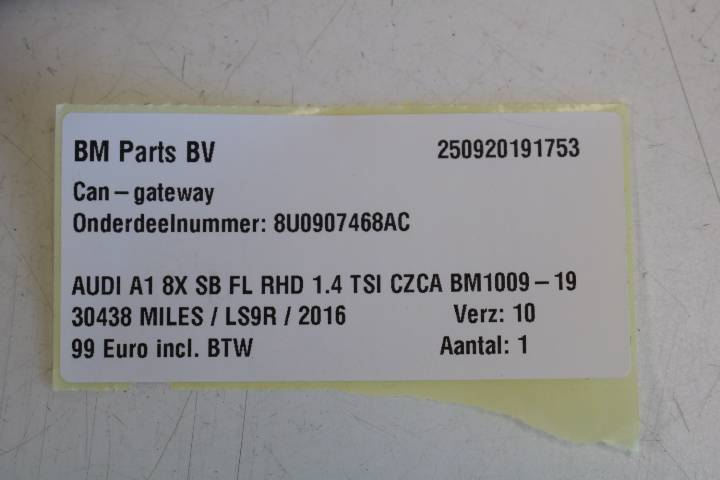 BM Parts BV 250920191753
Can-gateway
Onderdeelnummer: 8U0907468AC
AUDI A1 8X SB FL RHD 1.4 TSI CZCA BM1009-19
30438 MILES / LS9R / 2016 Verz: 10
99 Euro incl. BTW Aantal: 1